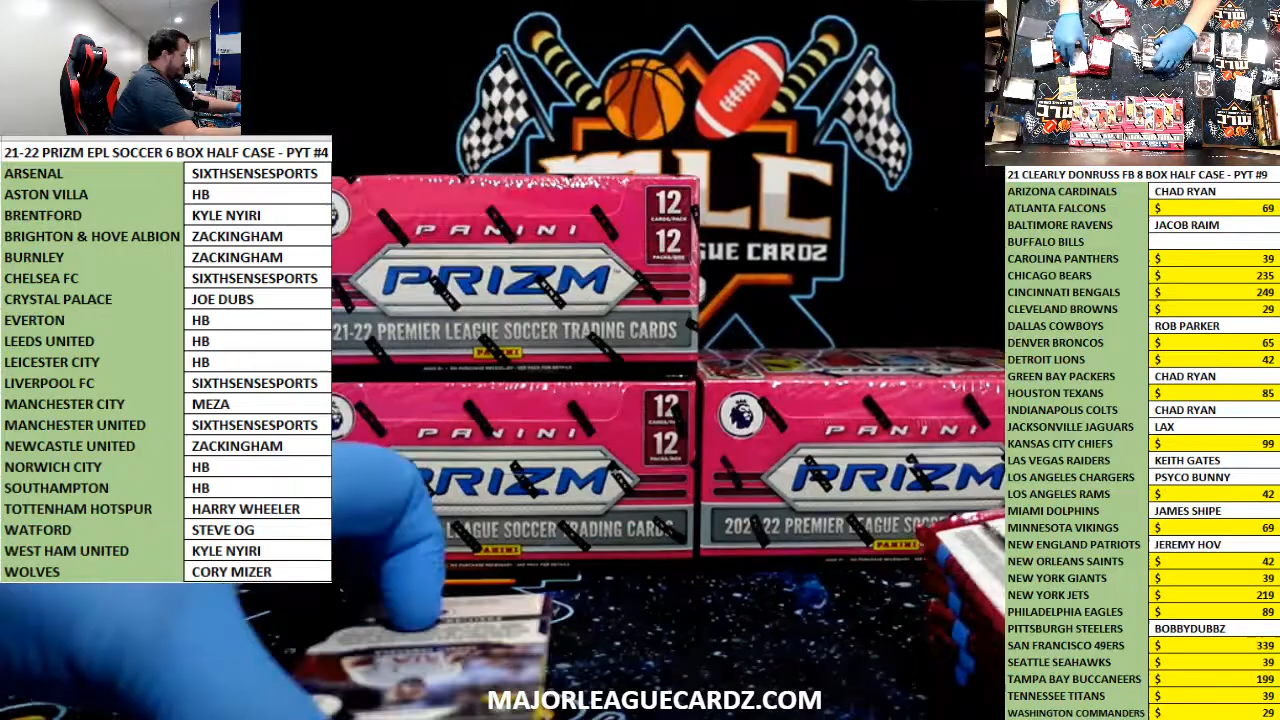 21-22 PRIZM EPL SOCCER 6 BOX HALF CASE - PYT #4
ARSENAL SIXTHSENSESPORTS
ASTON VILLA HB
BRENTFORD KYLE NYIRI
BRIGHTON & HOVE ALBION ZACKINGHAM
BURNLEY ZACKINGHAM
CHELSEA FC SIXTHSENSESPORTS
CRYSTAL PALACE JOE DUBS
EVERTON HB
LEEDS UNITED HB
LEICESTER CITY HB
LIVERPOOL FC SIXTHSENSESPORTS
MANCHESTER CITY MEZA
MANCHESTER UNITED SIXTHSENSESPORTS
NEWCASTLE UNITED ZACKINGHAM
NORWICH CITY HB
SOUTHAMPTON HB
TOTTENHAM HOTSPUR HARRY WHEELER
WATFORD STEVE OG
WEST HAM UNITED KYLE NYIRI
WOLVES CORY MIZER
MLC
GUE CARDZ
PANINI
PRIZM
21-22 PREMIER LEAGUE SOCCER TRADING CARDS
PANINI
12
CARDS/PACK
12
PACKS/BOX
PANINI
PRIZM
LEAGUE SOCCER TRADING CARDS
PANINI
12
12
PANINI
PRIZM
2021-22 PREMIER LEAGUE SOCC
PANINI
MAJORLEAGUECARDZ.COM
21 CLEARLY DONRUSS FB 8 BOX HALF CASE - PYT #9
ARIZONA CARDINALS CHAD RYAN
ATLANTA FALCONS $ 69
BALTIMORE RAVENS JACOB RAIM
BUFFALO BILLS
CAROLINA PANTHERS $ 39
CHICAGO BEARS $ 235
CINCINNATI BENGALS $ 249
CLEVELAND BROWNS $ 29
DALLAS COWBOYS ROB PARKER
DENVER BRONCOS $ 65
DETROIT LIONS $ 42
GREEN BAY PACKERS CHAD RYAN
HOUSTON TEXANS $ 85
INDIANAPOLIS COLTS CHAD RYAN
JACKSONVILLE JAGUARS LAX
KANSAS CITY CHIEFS $ 99
LAS VEGAS RAIDERS KEITH GATES
LOS ANGELES CHARGERS PSYCO BUNNY
LOS ANGELES RAMS $ 42
MIAMI DOLPHINS JAMES SHIPE
MINNESOTA VIKINGS $ 69
NEW ENGLAND PATRIOTS JEREMY HOV
NEW ORLEANS SAINTS $ 42
NEW YORK GIANTS $ 39
NEW YORK JETS $ 219
PHILADELPHIA EAGLES $ 89
PITTSBURGH STEELERS BOBBYDUBBZ
SAN FRANCISCO 49ERS $ 339
SEATTLE SEAHAWKS $ 39
TAMPA BAY BUCCANEERS $ 199
TENNESSEE TITANS $ 39
WASHINGTON COMMANDERS $ 29